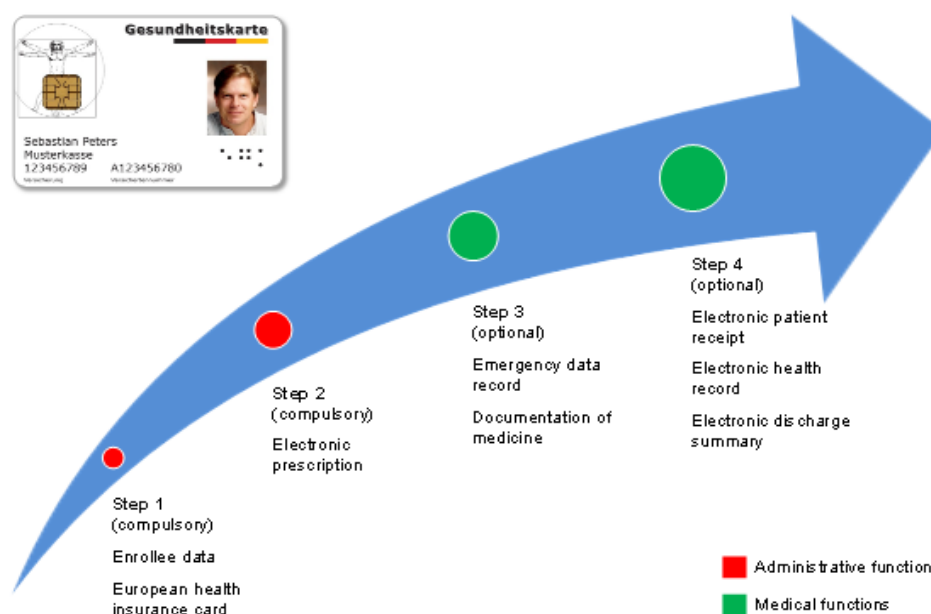 Gesundheitskarte
Sebastian Peters
Musterkasse
123456789 A123456780
Versicherung Versichertennummer
Step 1
(compulsory)
Enrollee data
European health
insurance card
Step 2
(compulsory)
Electronic
prescription
Step 3
(optional)
Emergency data
record
Documentation of
medicine
Step 4
(optional)
Electronic patient
receipt
Electronic health
record
Electronic discharge
summary
Administrative function
Medical functions